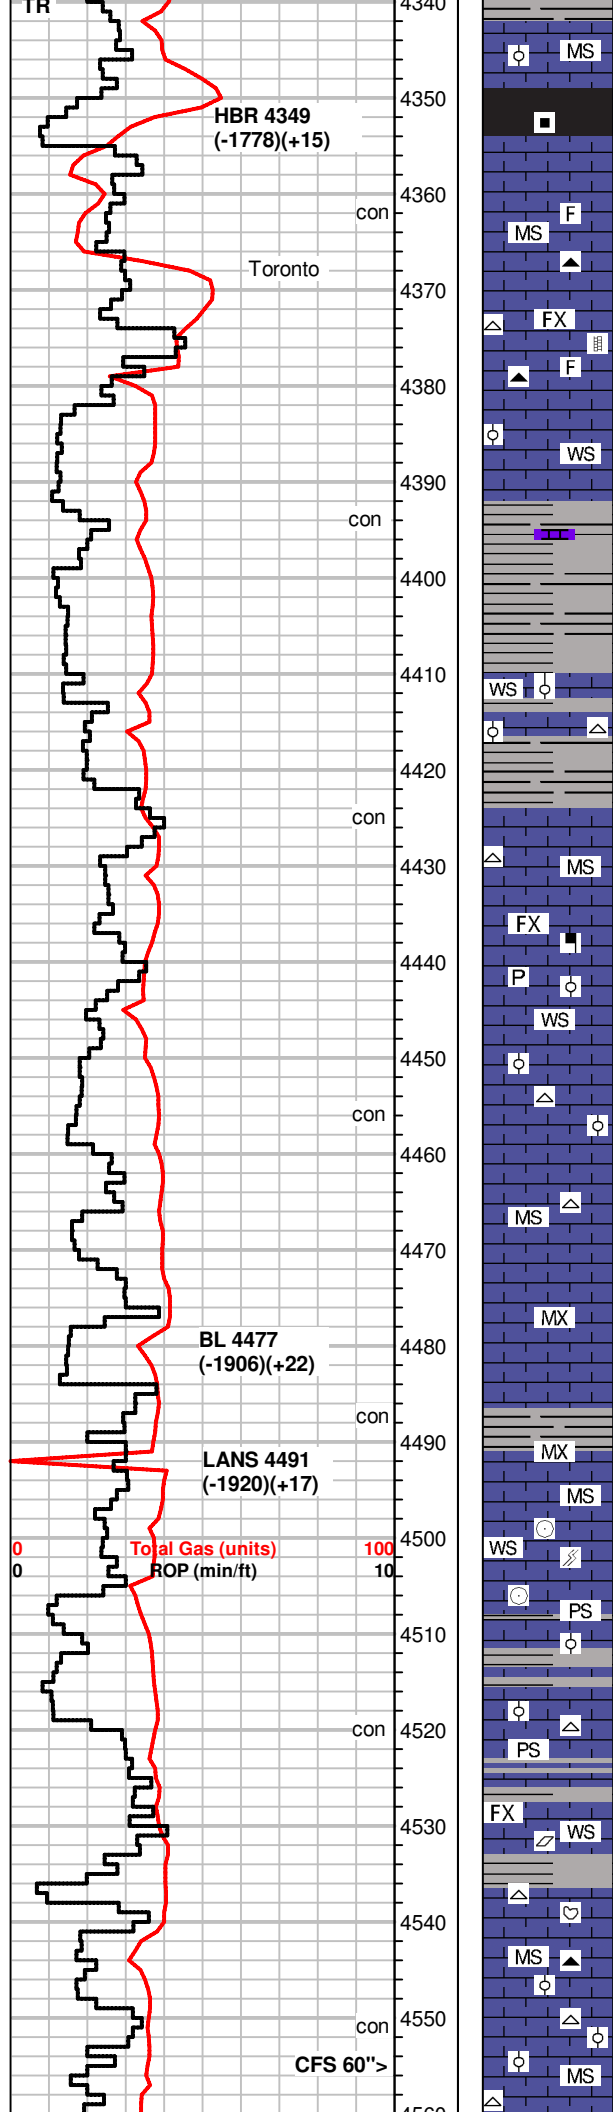 TR
4340
MS
4350
HBR 4349
(-1778)(+15)
4360
con
F
MS
Toronto
4370
FX
F
4380
WS
4390
con
4400
4410
WS
4420
con
4430
MS
FX
4440
P
WS
4450
con
4460
MS
4470
MX
BL 4477
4480
(-1906)(+22)
con
4490
MX
LANS 4491
(-1920)(+17)
MS
4500
WS
0 Total Gas (units) 100
0 ROP (min/ft) 10
PS
4510
con
4520
PS
FX
4530
WS
4540
MS
con
4550
CFS 60">
MS
4560